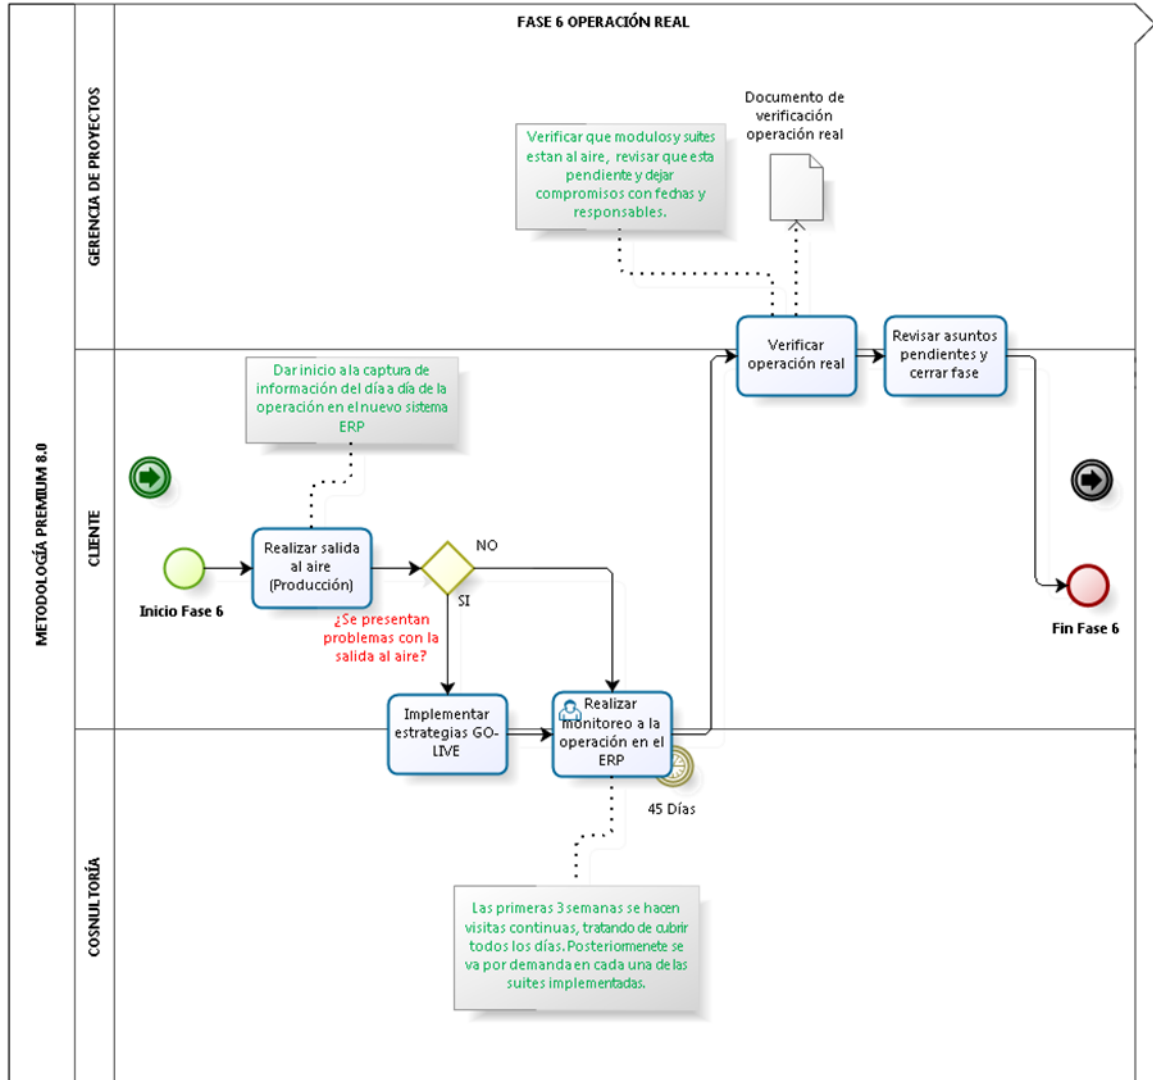 FASE 6 OPERACIÓN REAL
METODOLOGÍA PREMIUM 8.0
GERENCIA DE PROYECTOS
Documento de
verificación
operación real
Verificar que modulos y suites
estan al aire, revisar que esta
pendiente y dejar
compromisos con fechas y
responsables.
Verificar
operación real
Revisar asuntos
pendientes y
cerrar fase
CLIENTE
Dar inicio a la captura de
información del día a día de la
operación en el nuevo sistema
ERP
Inicio Fase 6
Realizar salida
al aire
(Producción)
NO
SI
¿Se presentan
problemas con la
salida al aire?
Fin Fase 6
Implementar
estrategias GO-
LIVE
Realizar
monitoreo a la
operación en el
ERP
45 Días
COSNULTORÍA
Las primeras 3 semanas se hacen
visitas continuas, tratando de cubrir
todos los días. Posteriormenete se
va por demanda en cada una de las
suites implementadas.